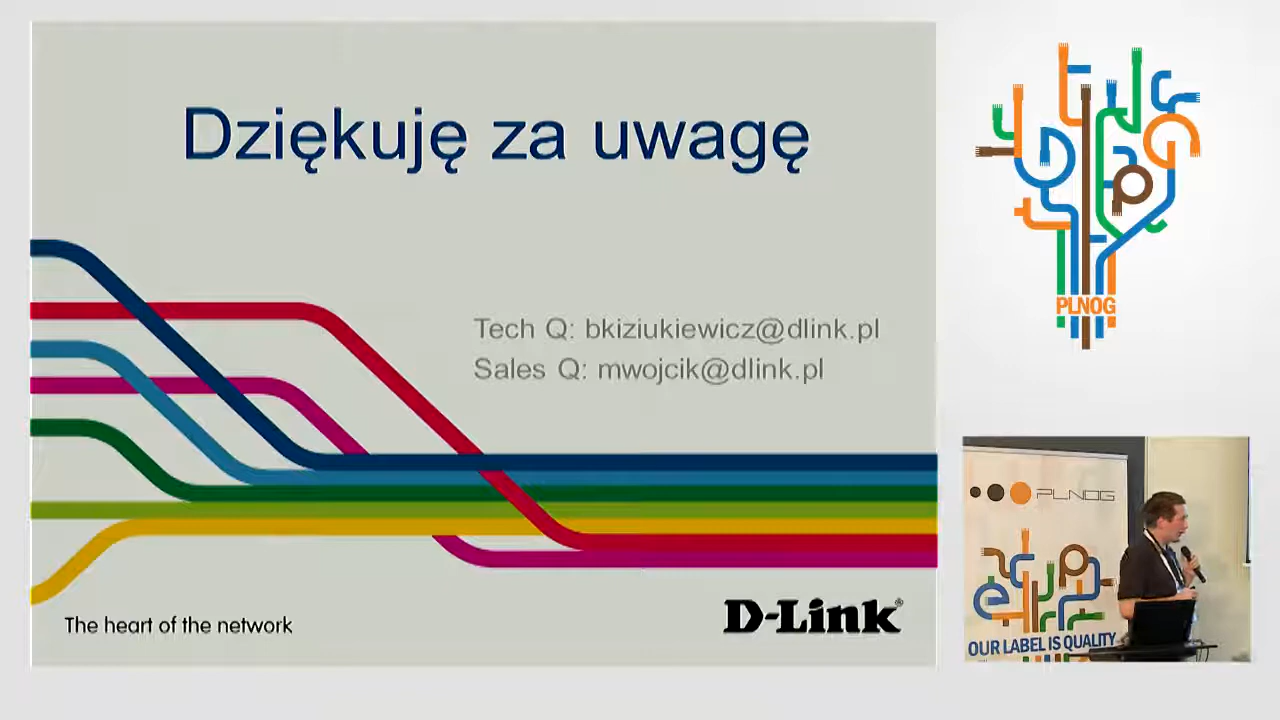 Dziękuję za uwagę
Tech Q: bkiziukiewicz@dlink.pl
Sales Q: mwojcik@dlink.pl
The heart of the network
D-Link®
PLNOG
PLNOG
OUR LABEL IS QUALITY